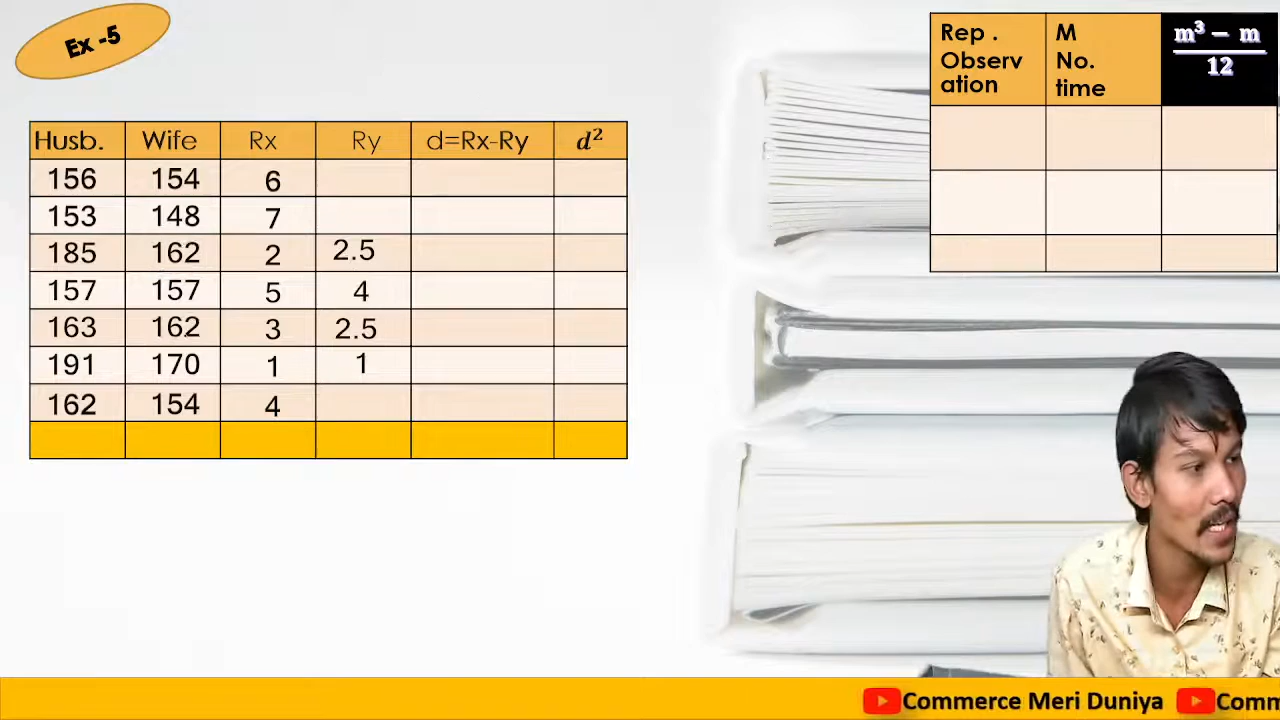 Ex -5
Husb. Wife Rx Ry d=Rx-Ry d²
156 154 6
153 148 7
185 162 2 2.5
157 157 5 4
163 162 3 2.5
191 170 1 1
162 154 4
Rep .
Observ
ation
M
No.
time
m³ – m
12
Commerce Meri Duniya
Comm